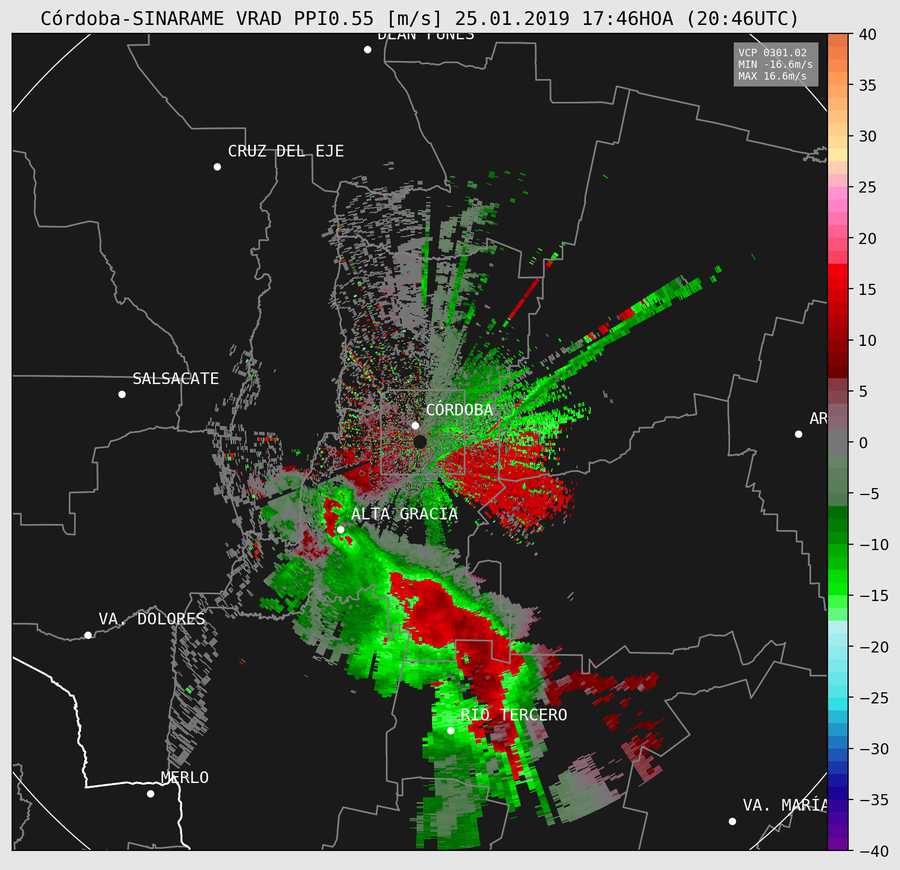 Córdoba-SINARAME VRAD PPI0.55 [m/s] 25.01.2019 17:46HOA (20:46UTC)
DEAN FUNES
VCP 0301.02
MIN -16.6m/s
MAX 16.6m/s
CRUZ DEL EJE
SALSACATE
CÓRDOBA
AR
ALTA GRACIA
VA. DOLORES
RIO TERCERO
MERLO
VA. MARÍA
40
35
30
25
20
15
10
5
0
−5
−10
−15
−20
−25
−30
−35
−40